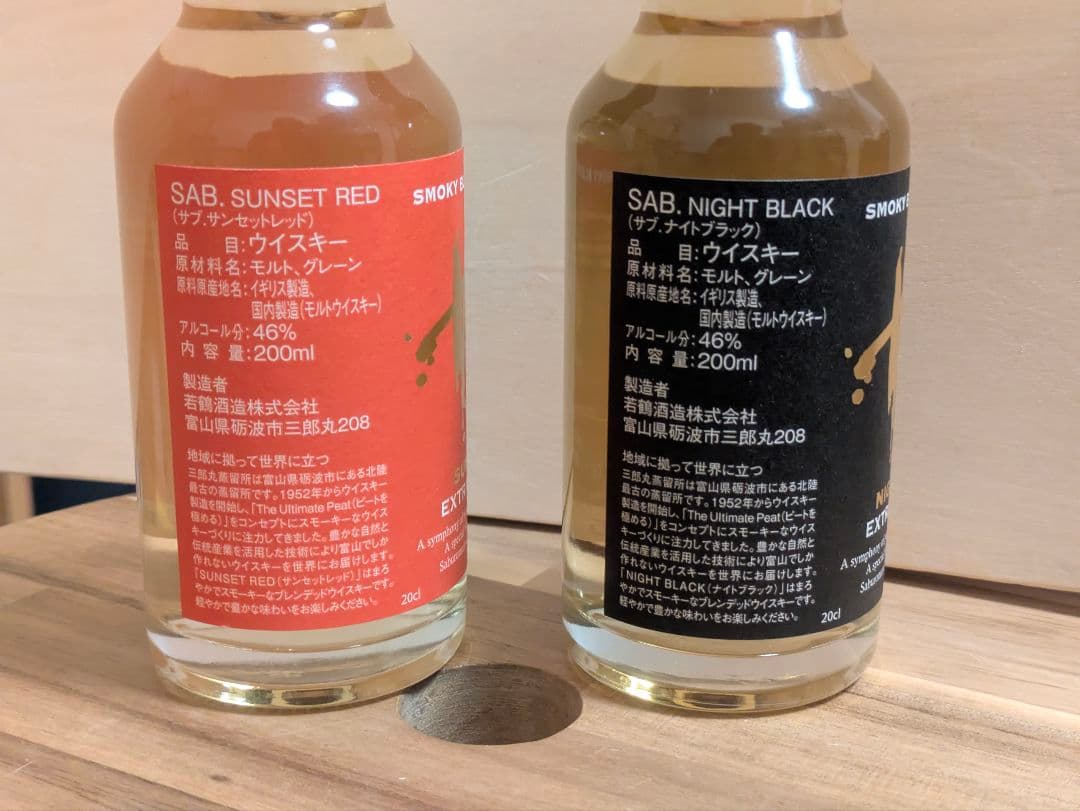 SAB. SUNSET RED
（サブ.サンセットレッド）
品　　目：ウイスキー
原材料名：モルト、グレーン
原料原産地名：イギリス製造、
国内製造（モルトウイスキー）
アルコール分：46%
内容量：200ml
製造者
若鶴酒造株式会社
富山県砺波市三郎丸208
地域に拠って世界に立つ
三郎丸蒸留所は富山県砺波市にある北陸
最古の蒸留所です。1952年からウイスキー
製造を開始し、「The Ultimate Peat（ピートを
極める）」をコンセプトにスモーキーなウイス
キーづくりに注力してきました。豊かな自然と
伝統産業を活用した技術により富山でしか
作れないウイスキーを世界にお届けします。
「SUNSET RED（サンセットレッド）」はまろ
やかでスモーキーなブレンデッドウイスキーです。
軽やかで豊かな味わいをお楽しみください。
20cl
SMOKY
EXTR
A symphony
A specia
SAB. NIGHT BLACK
（サブ.ナイトブラック）
品　　目：ウイスキー
原材料名：モルト、グレーン
原料原産地名：イギリス製造、
国内製造（モルトウイスキー）
アルコール分：46%
内容量：200ml
製造者
若鶴酒造株式会社
富山県砺波市三郎丸208
地域に拠って世界に立つ
三郎丸蒸留所は富山県砺波市にある北陸
最古の蒸留所です。1952年からウイスキー
製造を開始し、「The Ultimate Peat（ピートを
極める）」をコンセプトにスモーキーなウイス
キーづくりに注力してきました。豊かな自然と
伝統産業を活用した技術により富山でしか
作れないウイスキーを世界にお届けします。
「NIGHT BLACK（ナイトブラック）」はまろ
やかでスモーキーなブレンデッドウイスキーです。
軽やかで豊かな味わいをお楽しみください。
20cl
SMOKY
NI
EXT
A symphony
A spec